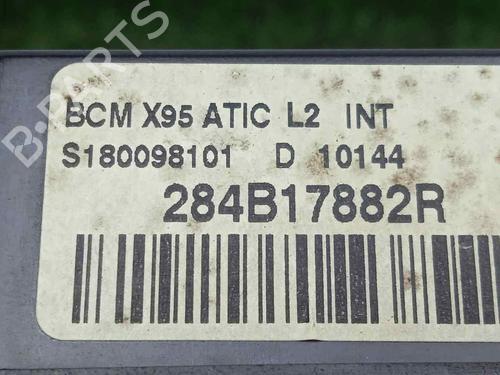 BCM X95 ATIC L2 INT
S180098101 D 10144
284B17882R
B-PARTS